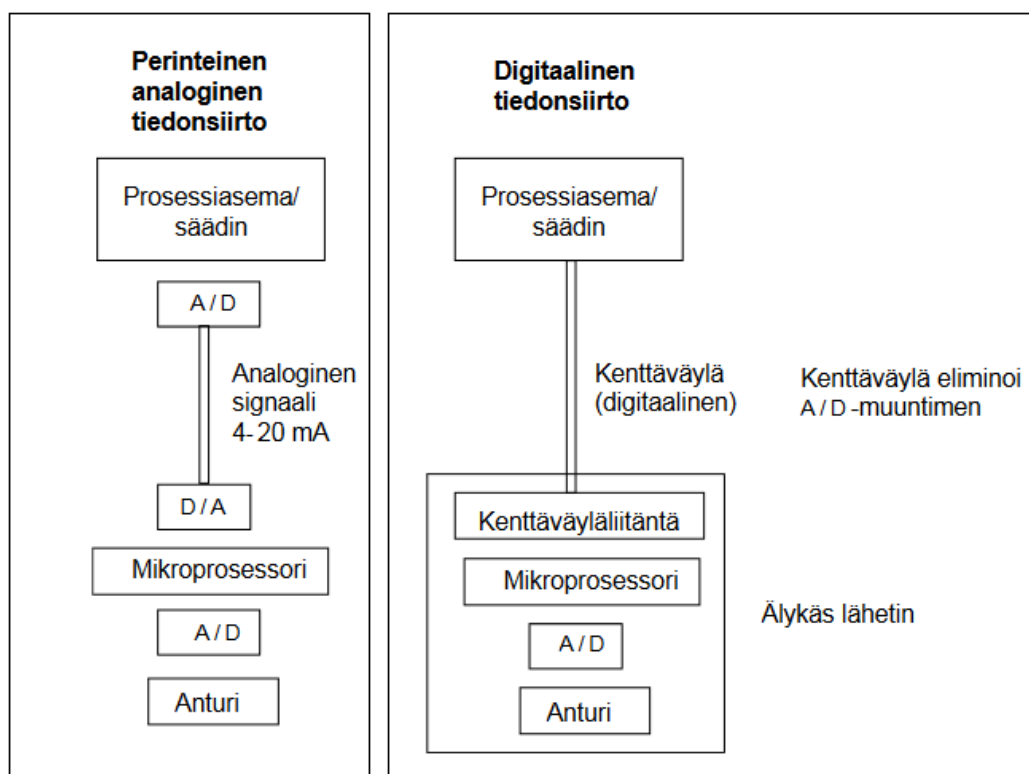 Perinteinen
analoginen
tiedonsiirto
Prosessiasema/
säädin
A / D
Analoginen
signaali
4- 20 mA
D / A
Mikroprosessori
A / D
Anturi
Digitaalinen
tiedonsiirto
Prosessiasema/
säädin
Kenttäväylä
(digitaalinen)
Kenttäväylä eliminoi
A / D -muuntimen
Kenttäväyläliitäntä
Mikroprosessori
A / D
Anturi
Älykäs lähetin